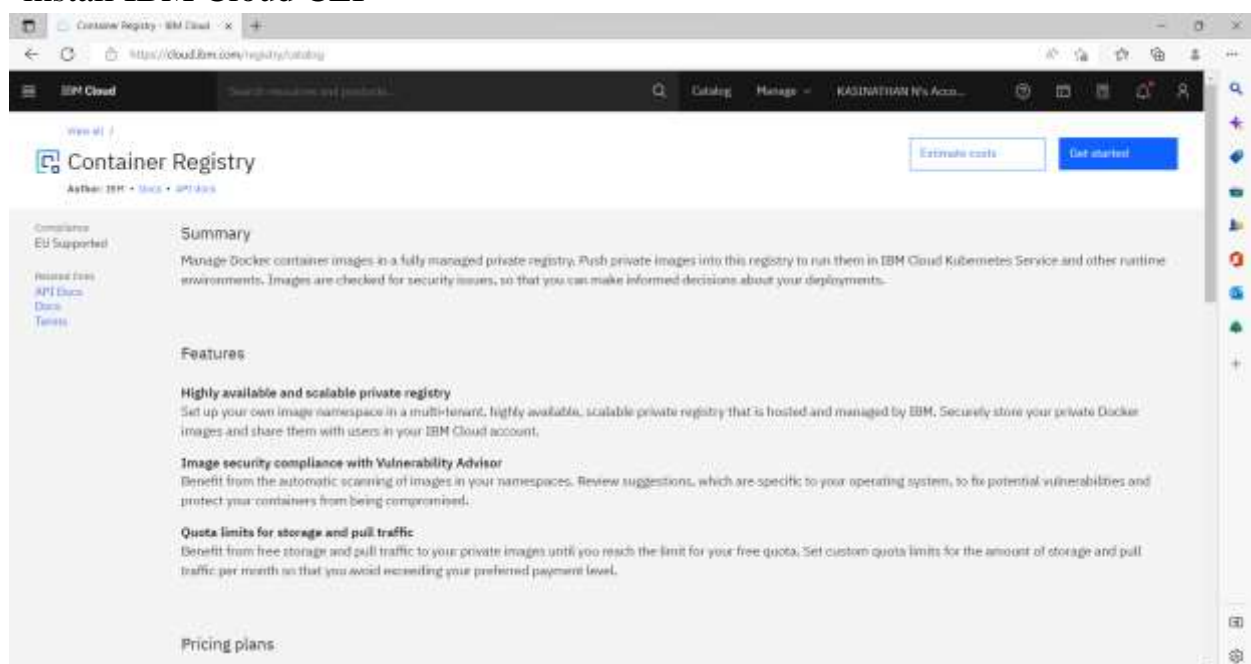 install IBM Cloud CLI
Container Registry - IBM Cloud
https://cloud.ibm.com/registry/catalog
IBM Cloud
Search resources and products...
Catalog
Manage
KASINATHAN N's Acco...
View all /
Container Registry
Author: IBM • Docs • API docs
Estimate costs
Get started
Compliance
EU Supported
Related links
API Docs
Docs
Terms
Summary
Manage Docker container images in a fully managed private registry. Push private images into this registry to run them in IBM Cloud Kubernetes Service and other runtime
environments. Images are checked for security issues, so that you can make informed decisions about your deployments.
Features
Highly available and scalable private registry
Set up your own image namespace in a multi-tenant, highly available, scalable private registry that is hosted and managed by IBM. Securely store your private Docker
images and share them with users in your IBM Cloud account.
Image security compliance with Vulnerability Advisor
Benefit from the automatic scanning of images in your namespaces. Review suggestions, which are specific to your operating system, to fix potential vulnerabilities and
protect your containers from being compromised.
Quota limits for storage and pull traffic
Benefit from free storage and pull traffic to your private images until you reach the limit for your free quota. Set custom quota limits for the amount of storage and pull
traffic per month so that you avoid exceeding your preferred payment level.
Pricing plans